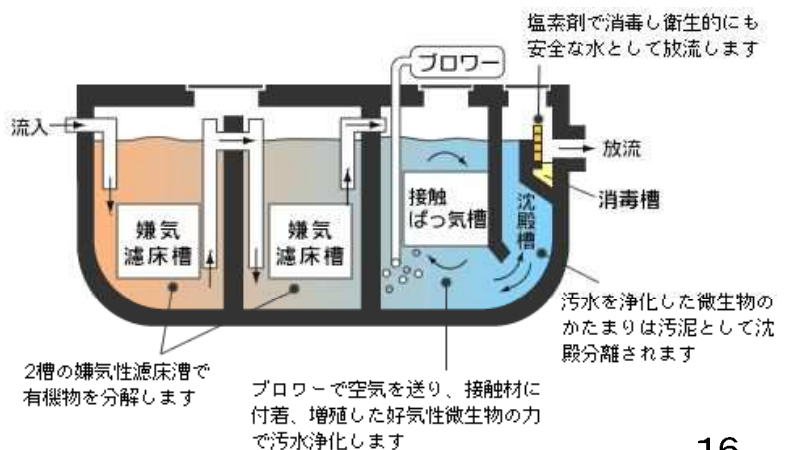 塩素剤で消毒し衛生的にも
安全な水として放流します
ブロワー
流入
放流
消毒槽
接触
ばっ気槽
沈殿槽
嫌気
濾床槽
嫌気
濾床槽
汚水を浄化した微生物の
かたまりは汚泥として沈
殿分離されます
2槽の嫌気性濾床漕で
有機物を分解します
ブロワーで空気を送り、接触材に
付着、増殖した好気性微生物の力
で汚水浄化します
16